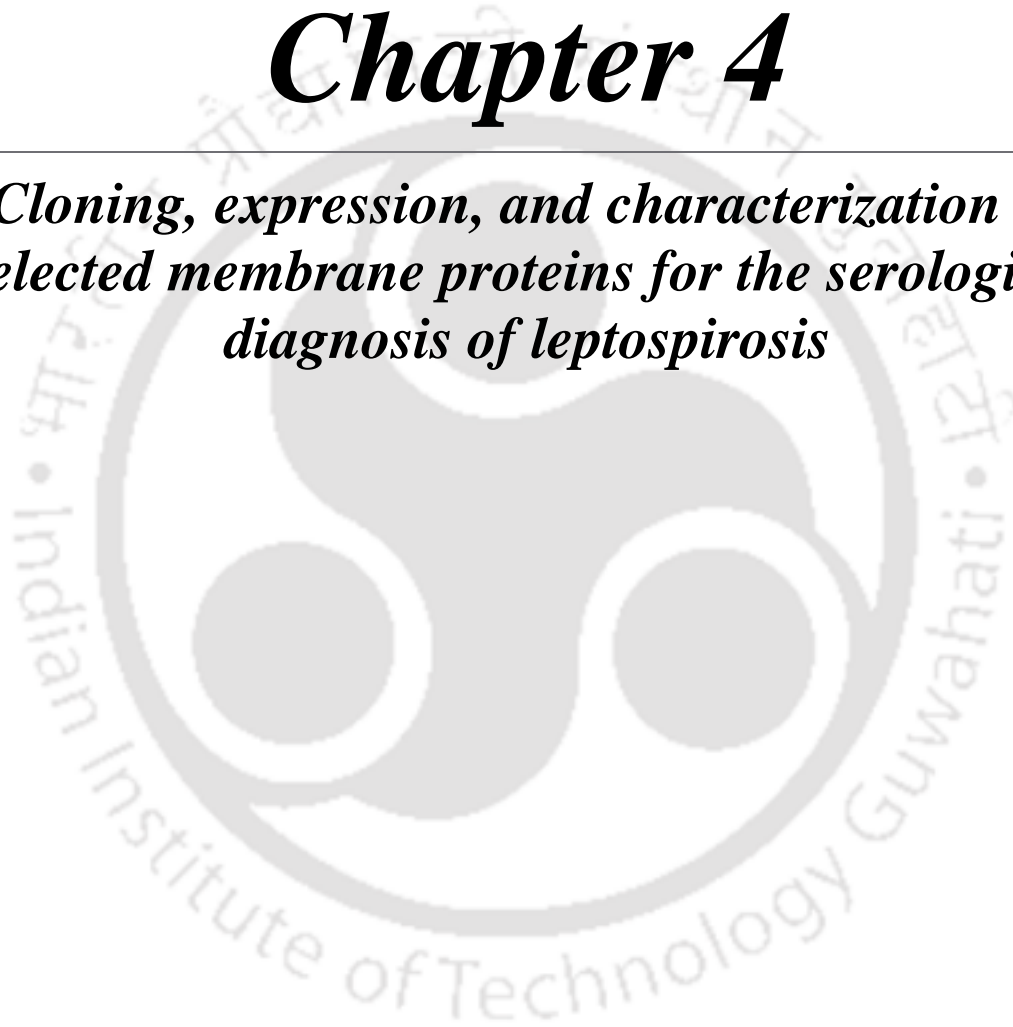 Chapter 4
Cloning, expression, and characterization
elected membrane proteins for the serologi
diagnosis of leptospirosis
Indian Institute of Technology Guwahati